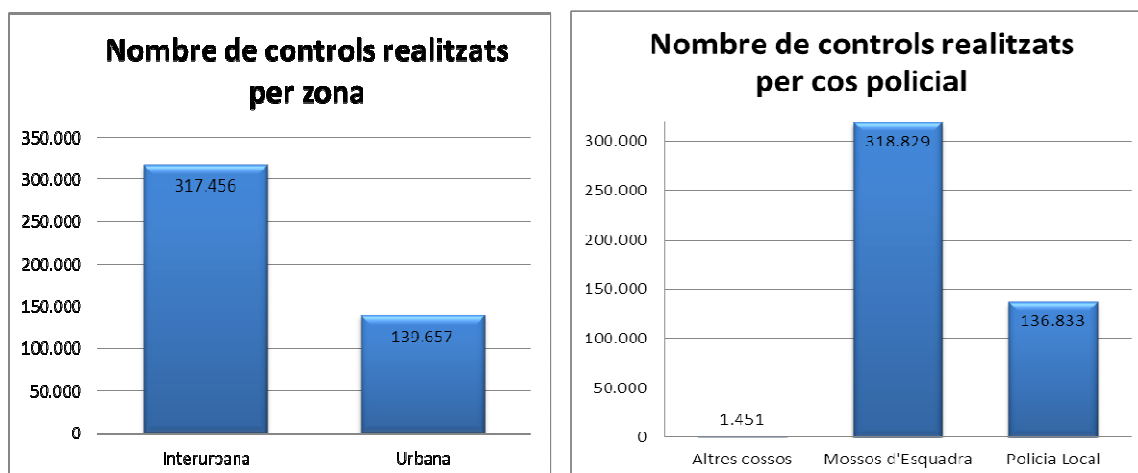 Nombre de controls realitzats
per zona
350.000
300.000
250.000
200.000
150.000
100.000
50.000
0
317.456
139.657
Interurbana
Urbana
Nombre de controls realitzats
per cos policial
300.000
250.000
200.000
150.000
100.000
50.000
0
1.451
318.829
136.833
Altres cossos
Mossos d'Esquadra
Policia Local